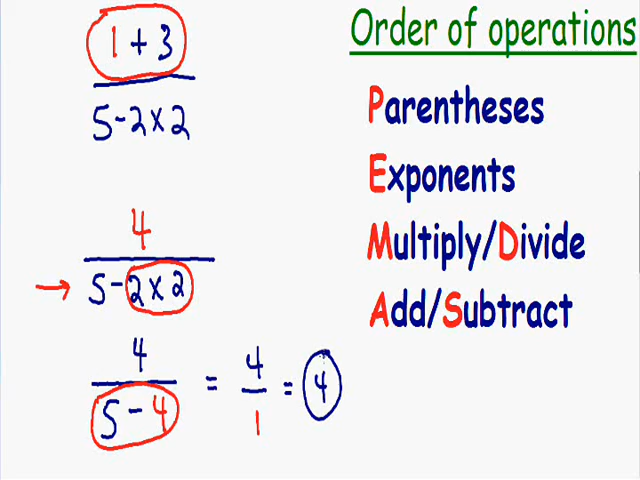 1 + 3
5 - 2 × 2
4
→ 5 - 2 × 2
4
5 - 4
= 4
1
= 4
Order of operations
Parentheses
Exponents
Multiply/Divide
Add/Subtract